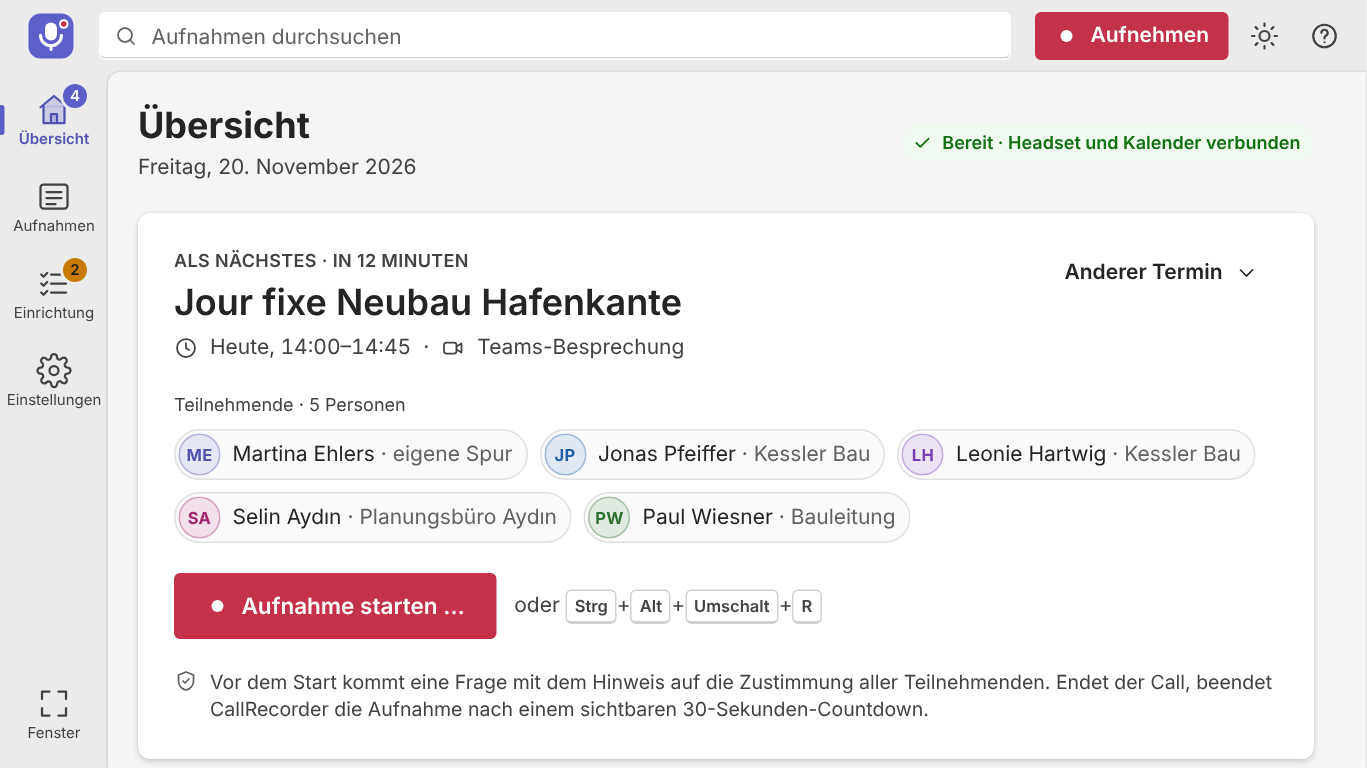 Aufnahmen durchsuchen
Aufnehmen
4
Übersicht
Aufnahmen
2
Einrichtung
Einstellungen
Fenster
Übersicht
Freitag, 20. November 2026
Bereit · Headset und Kalender verbunden
ALS NÄCHSTES · IN 12 MINUTEN
Anderer Termin
Jour fixe Neubau Hafenkante
Heute, 14:00–14:45 · Teams-Besprechung
Teilnehmende · 5 Personen
ME Martina Ehlers · eigene Spur
JP Jonas Pfeiffer · Kessler Bau
LH Leonie Hartwig · Kessler Bau
SA Selin Aydın · Planungsbüro Aydın
PW Paul Wiesner · Bauleitung
Aufnahme starten ...
oder Strg+Alt+Umschalt+R
Vor dem Start kommt eine Frage mit dem Hinweis auf die Zustimmung aller Teilnehmenden. Endet der Call, beendet
CallRecorder die Aufnahme nach einem sichtbaren 30-Sekunden-Countdown.